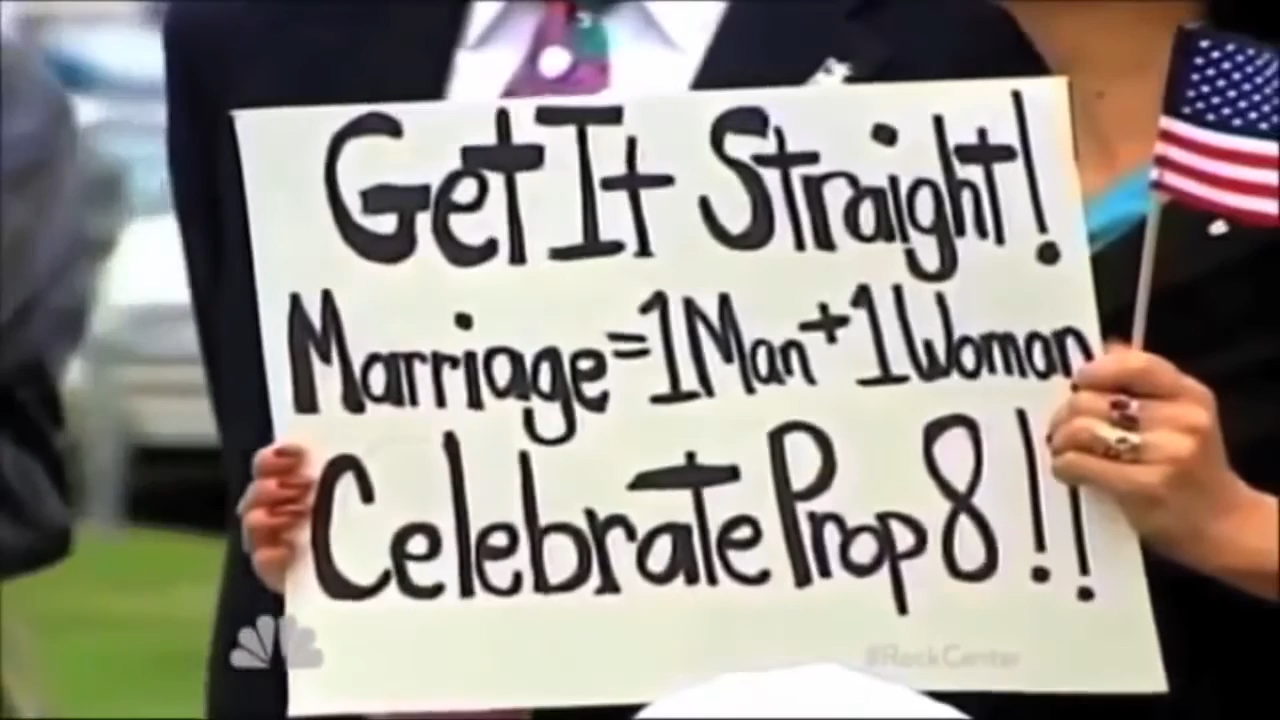 Get It Straight!
Marriage=1Man+1Woman
Celebrate Prop 8!!
#RockCenter